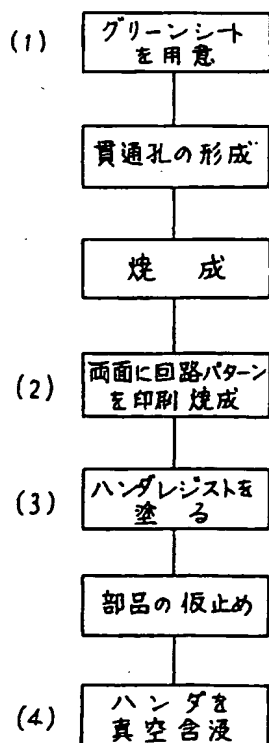 (1)
グリーンシート
を用意
貫通孔の形成
焼成
(2)
両面に回路パターン
を印刷焼成
(3)
ハンダレジストを
塗る
部品の仮止め
(4)
ハンダを
真空含浸